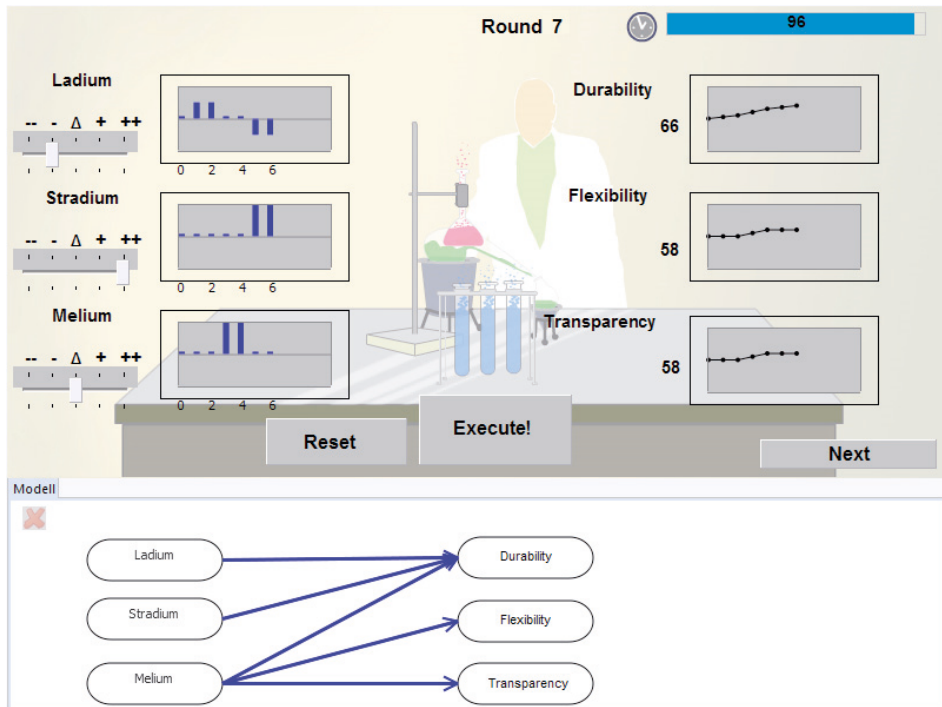 Round 7
96
Ladium
-- - Δ + ++
0 2 4 6
Stradium
-- - Δ + ++
0 2 4 6
Melium
-- - Δ + ++
0 2 4 6
Durability
66
Flexibility
58
Transparency
58
Reset
Execute!
Next
Modell
Ladium
Durability
Stradium
Flexibility
Melium
Transparency